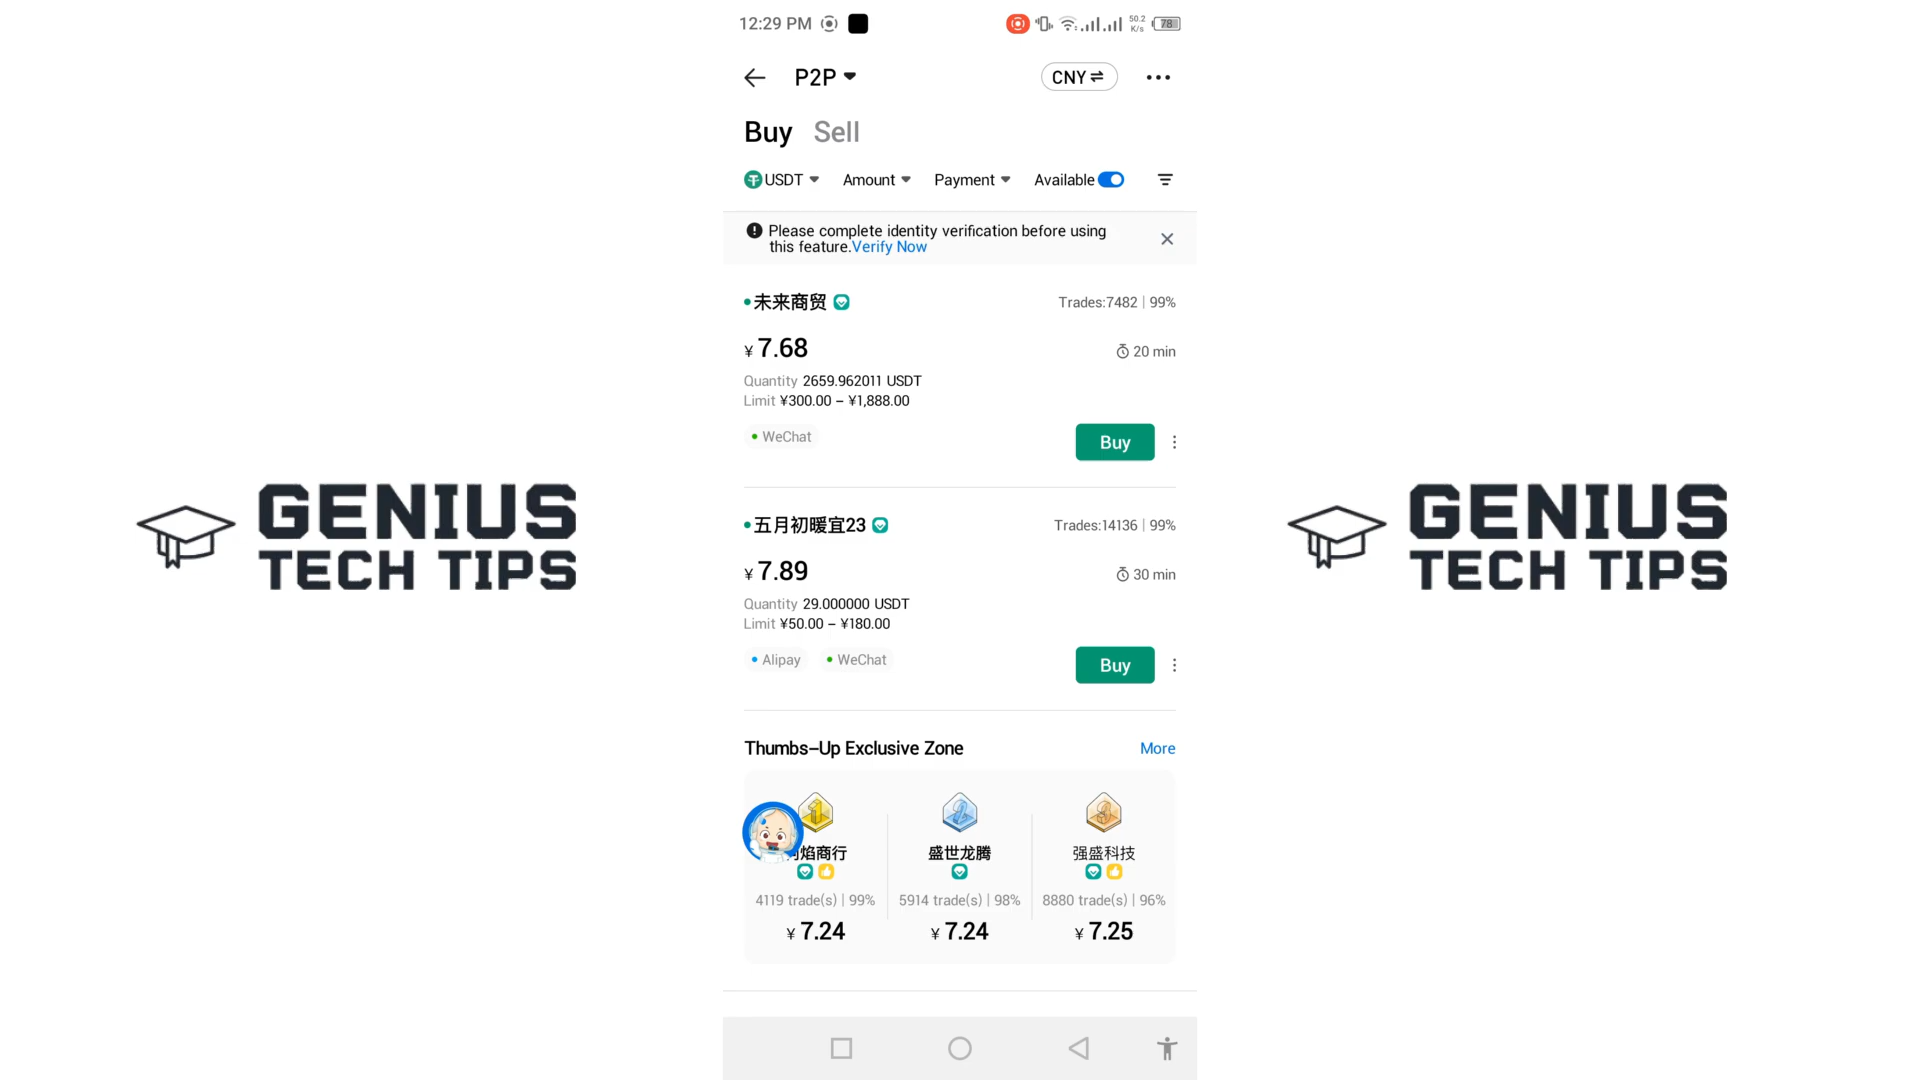 12:29 PM
50.2
K/s
78
P2P
CNY
Buy Sell
USDT Amount Payment Available
Please complete identity verification before using
this feature.Verify Now
未来商贸
Trades:7482 | 99%
¥ 7.68
20 min
Quantity 2659.962011 USDT
Limit ¥300.00 – ¥1,888.00
WeChat
Buy
五月初暖宜23
Trades:14136 | 99%
¥ 7.89
30 min
Quantity 29.000000 USDT
Limit ¥50.00 – ¥180.00
Alipay WeChat
Buy
Thumbs–Up Exclusive Zone
More
1 2 3
焰商行 盛世龙腾 强盛科技
4119 trade(s) | 99% 5914 trade(s) | 98% 8880 trade(s) | 96%
¥ 7.24 ¥ 7.24 ¥ 7.25
GENIUS
TECH TIPS
GENIUS
TECH TIPS